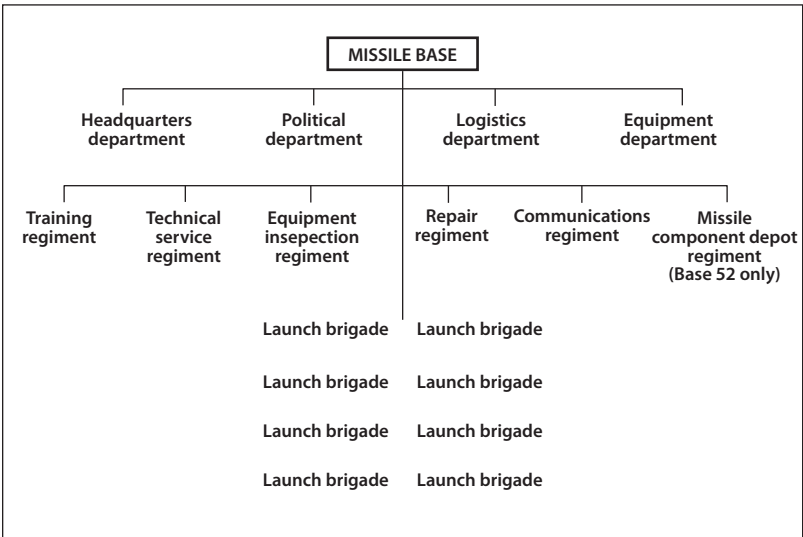 MISSILE BASE
Headquarters
department
Political
department
Logistics
department
Equipment
department
Training
regiment
Technical
service
regiment
Equipment
insepection
regiment
Repair
regiment
Communications
regiment
Missile
component depot
regiment
(Base 52 only)
Launch brigade
Launch brigade
Launch brigade
Launch brigade
Launch brigade
Launch brigade
Launch brigade
Launch brigade